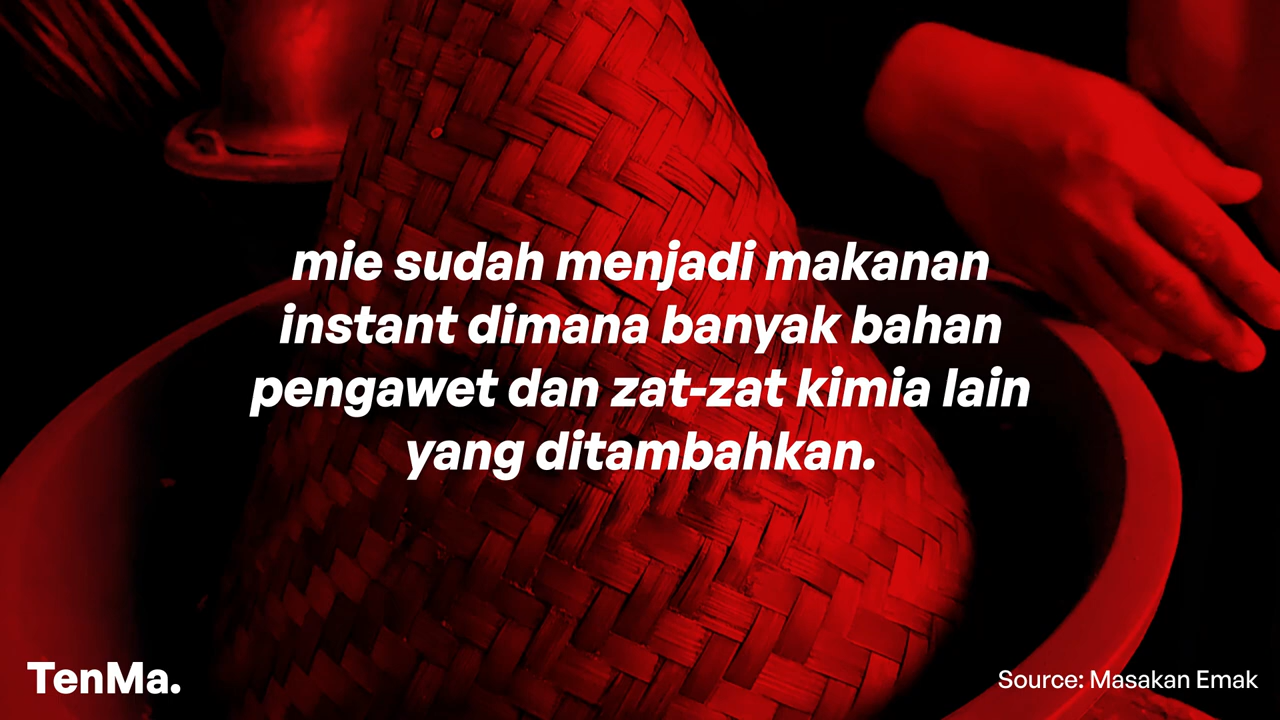 mie sudah menjadi makanan
instant dimana banyak bahan
pengawet dan zat-zat kimia lain
yang ditambahkan.
TenMa.
Source: Masakan Emak